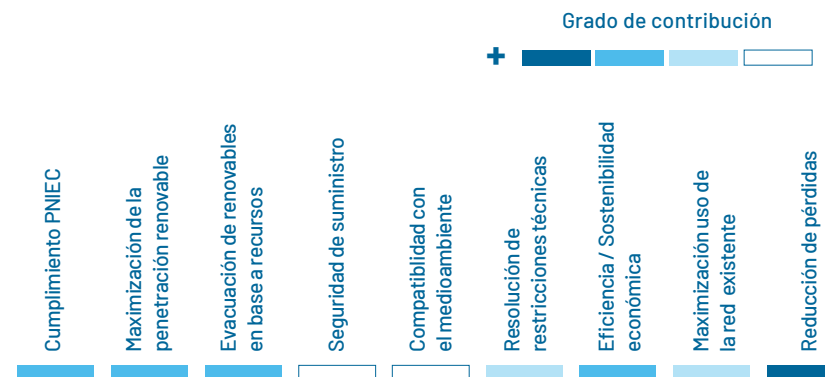 Grado de contribución
+
Cumplimiento PNIEC
Maximización de la
penetración renovable
Evacuación de renovables
en base a recursos
Seguridad de suministro
Compatiblidad con
el medioambiente
Resolución de
restricciones técnicas
Eficiencia / Sostenibilidad
económica
Maximización uso de
la red existente
Reducción de pérdidas